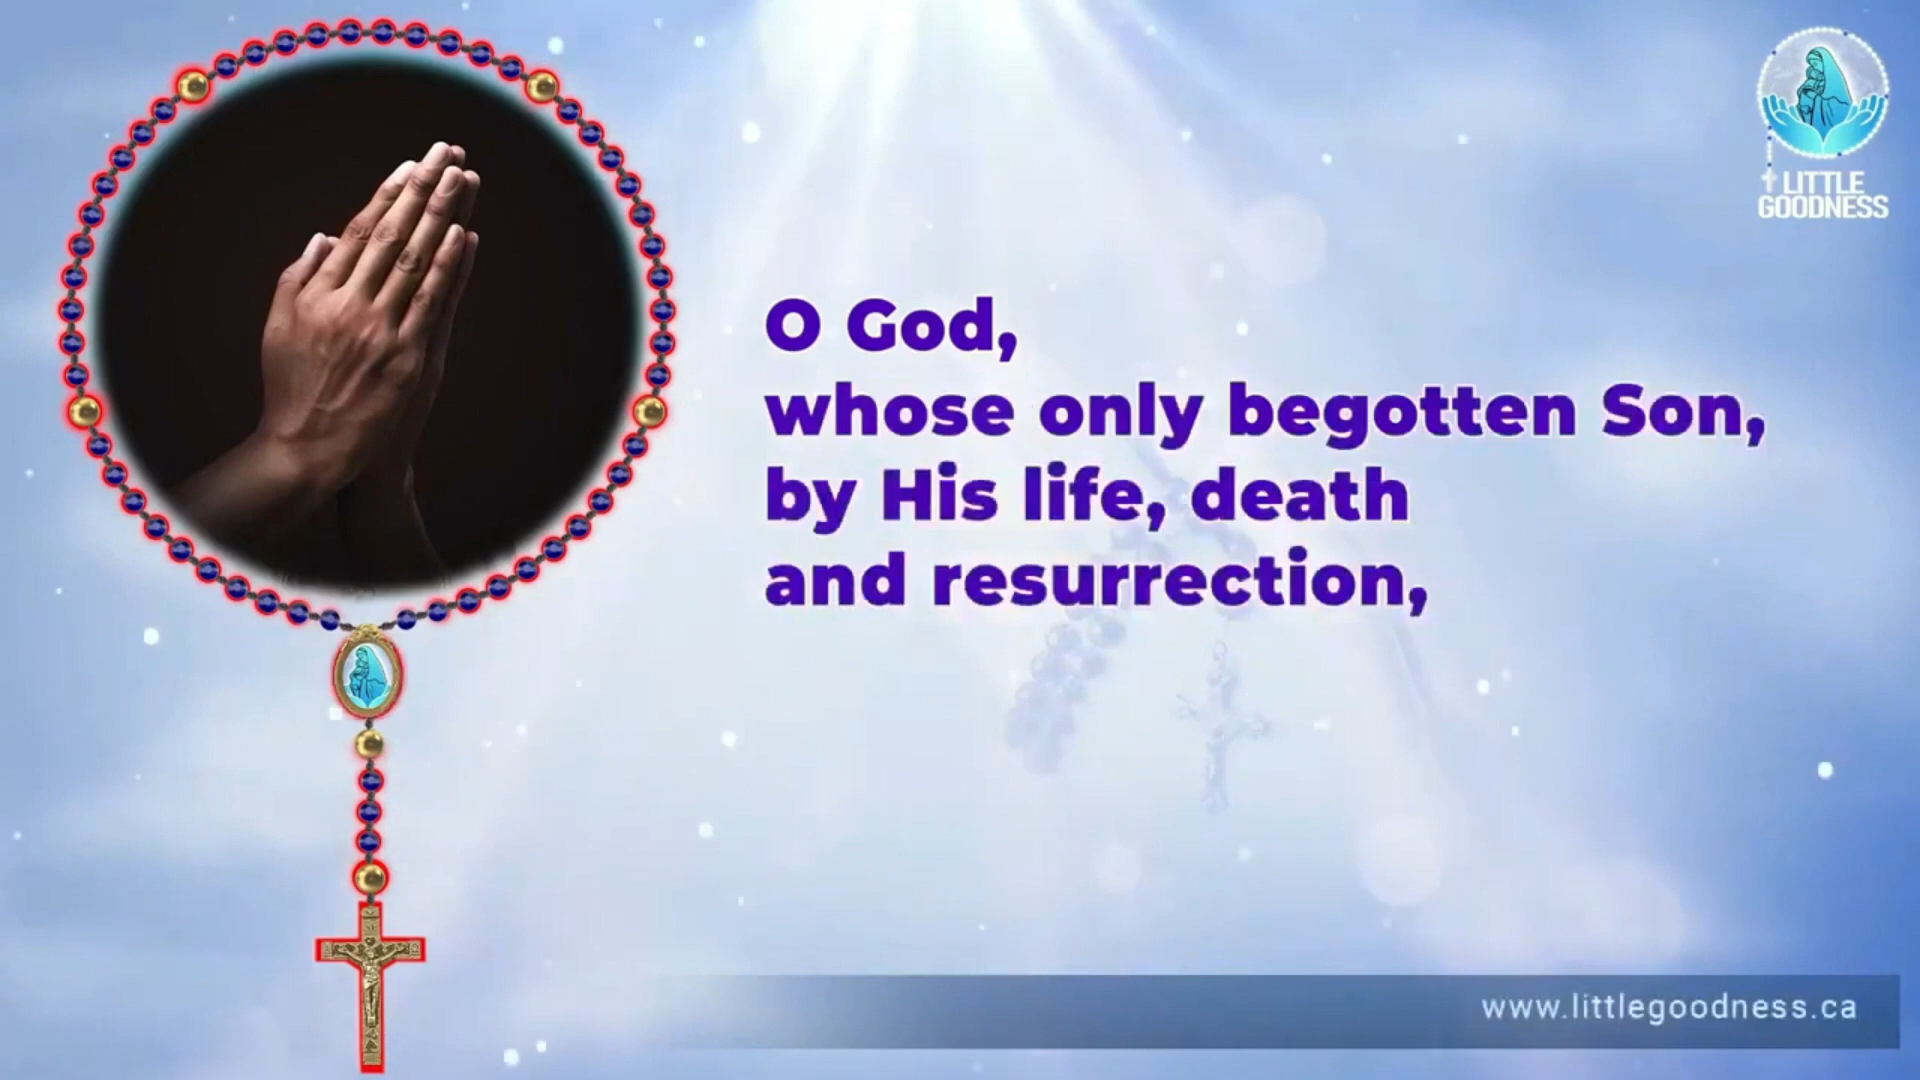 O God,
whose only begotten Son,
by His life, death
and resurrection,
LITTLE
GOODNESS
www.littlegoodness.ca